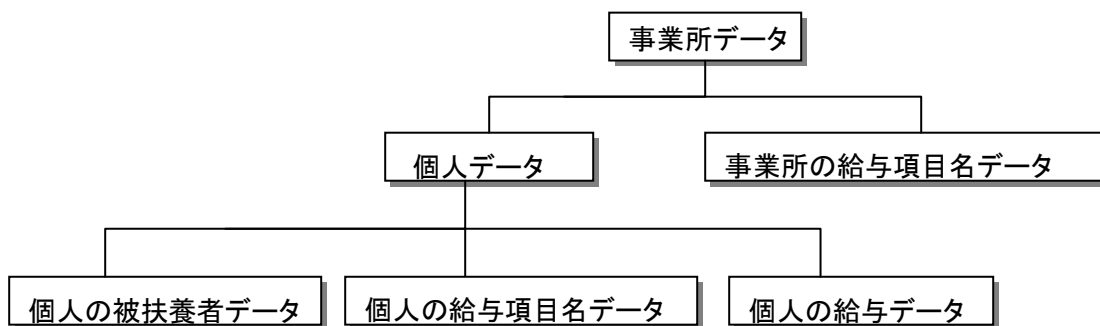 事業所データ
個人データ
事業所の給与項目名データ
個人の被扶養者データ
個人の給与項目名データ
個人の給与データ